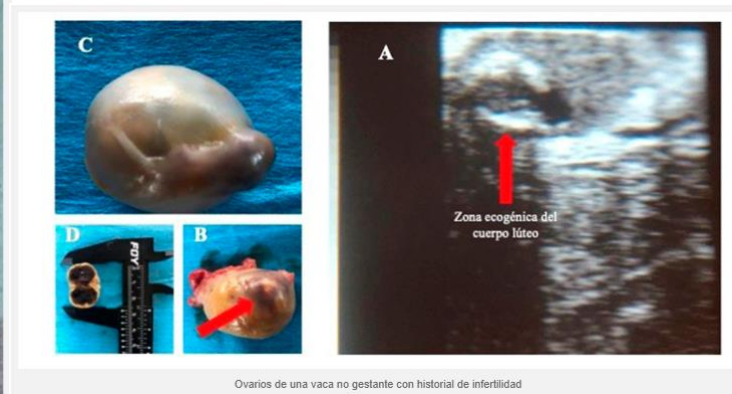 C
A
Zona ecogénica del
cuerpo lúteo
D
B
Ovarios de una vaca no gestante con historial de infertilidad